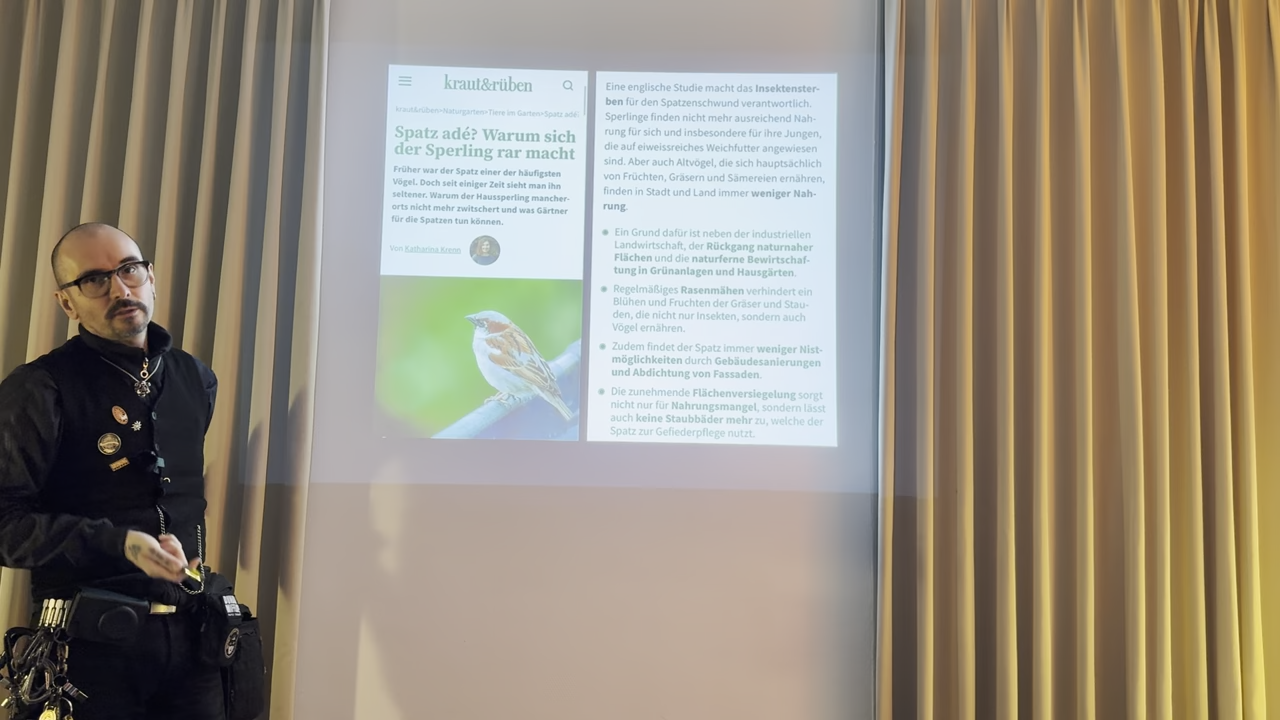 kraut&rüben
kraut&rüben>Naturgarten>Tiere im Garten>Spatz adé
Spatz adé? Warum sich
der Sperling rar macht
Früher war der Spatz einer der häufigsten
Vögel. Doch seit einiger Zeit sieht man ihn
seltener. Warum der Haussperling mancher-
orts nicht mehr zwitschert und was Gärtner
für die Spatzen tun können.
Von Katharina Krenn
Eine englische Studie macht das Insektenster-
ben für den Spatzenschwund verantwortlich.
Sperlinge finden nicht mehr ausreichend Nah-
rung für sich und insbesondere für ihre Jungen,
die auf eiweissreiches Weichfutter angewiesen
sind. Aber auch Altvögel, die sich hauptsächlich
von Früchten, Gräsern und Sämereien ernähren,
finden in Stadt und Land immer weniger Nah-
rung.
Ein Grund dafür ist neben der industriellen
Landwirtschaft, der Rückgang naturnaher
Flächen und die naturferne Bewirtschaf-
tung in Grünanlagen und Hausgärten.
Regelmäßiges Rasenmähen verhindert ein
Blühen und Fruchten der Gräser und Stau-
den, die nicht nur Insekten, sondern auch
Vögel ernähren.
Zudem findet der Spatz immer weniger Nist-
möglichkeiten durch Gebäudesanierungen
und Abdichtung von Fassaden.
Die zunehmende Flächenversiegelung sorgt
nicht nur für Nahrungsmangel, sondern lässt
auch keine Staubbäder mehr zu, welche der
Spatz zur Gefiederpflege nutzt.